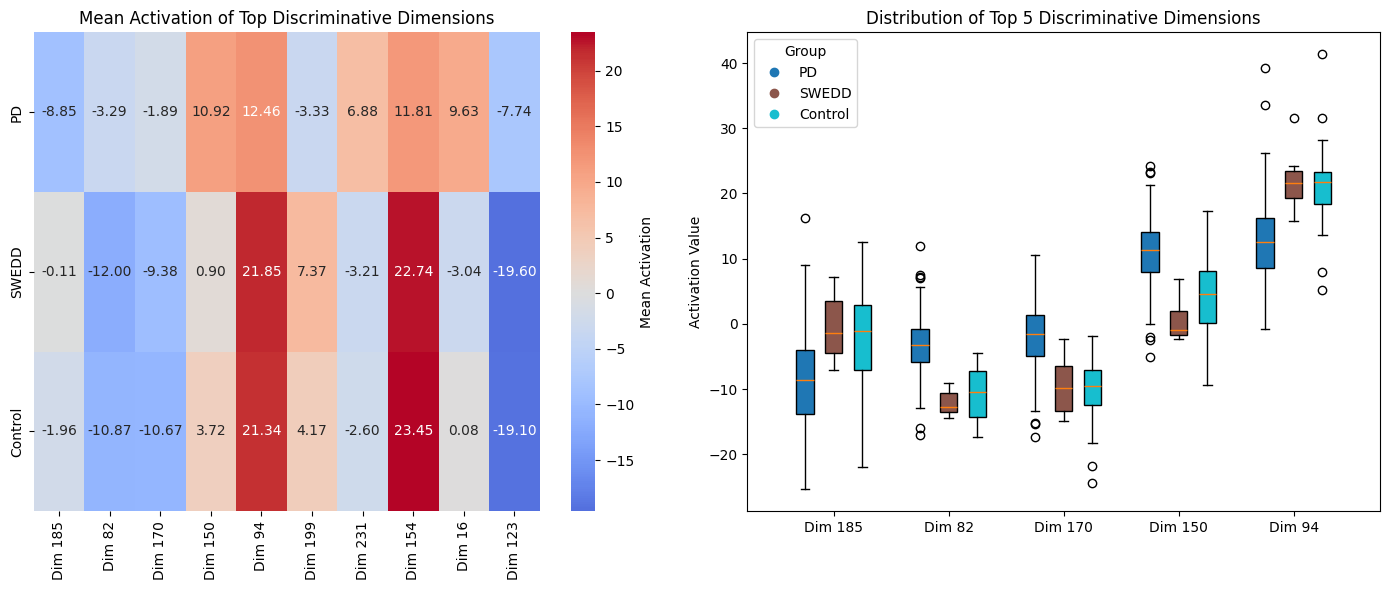 Mean Activation of Top Discriminative Dimensions
PD
-8.85 -3.29 -1.89 10.92 12.46 -3.33 6.88 11.81 9.63 -7.74
SWEDD
-0.11 -12.00 -9.38 0.90 21.85 7.37 -3.21 22.74 -3.04 -19.60
Control
-1.96 -10.87 -10.67 3.72 21.34 4.17 -2.60 23.45 0.08 -19.10
Dim 185
Dim 82
Dim 170
Dim 150
Dim 94
Dim 199
Dim 231
Dim 154
Dim 16
Dim 123
20
15
10
5
0
−5
−10
−15
Mean Activation
Distribution of Top 5 Discriminative Dimensions
Activation Value
40
30
20
10
0
−10
−20
Group
PD
SWEDD
Control
Dim 185
Dim 82
Dim 170
Dim 150
Dim 94